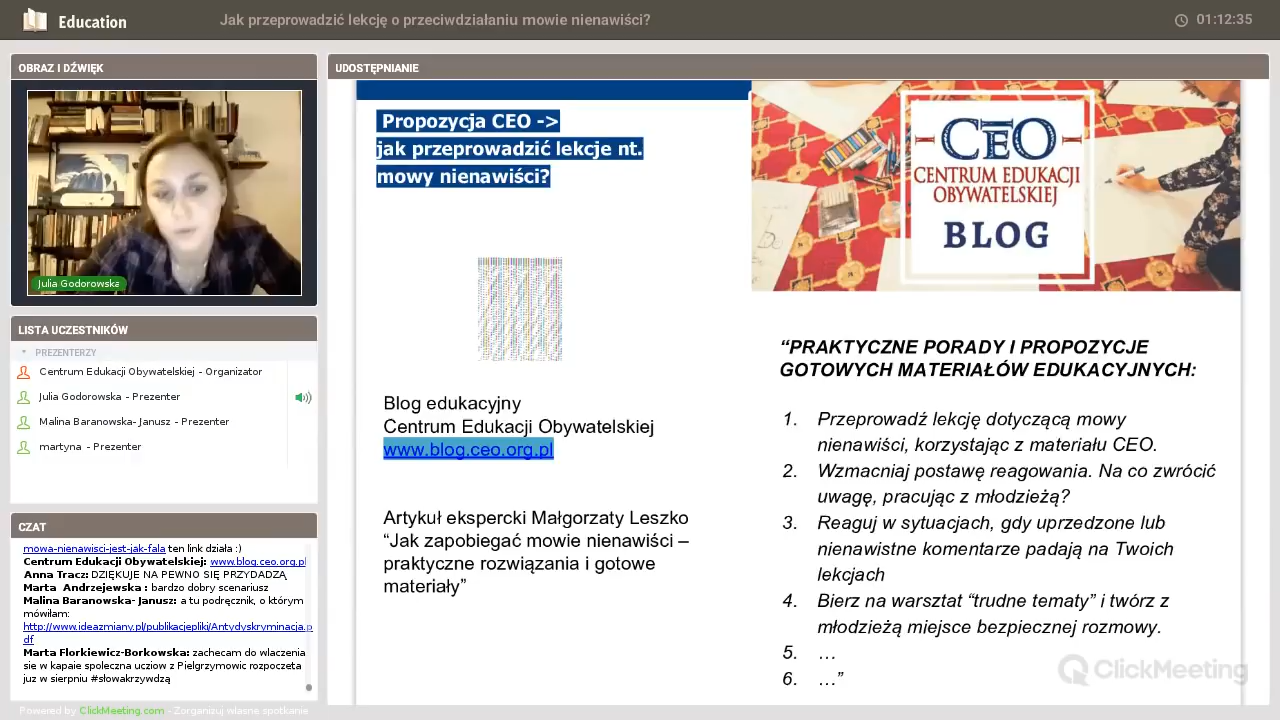 Education
Jak przeprowadzić lekcję o przeciwdziałaniu mowie nienawiści?
01:12:35
OBRAZ I DŹWIĘK
Julia Godorowska
LISTA UCZESTNIKÓW
PREZENTERZY
Centrum Edukacji Obywatelskiej - Organizator
Julia Godorowska - Prezenter
Malina Baranowska- Janusz - Prezenter
martyna - Prezenter
CZAT
mowa-nienawisci-jest-jak-fala ten link działa :)
Centrum Edukacji Obywatelskiej: www.blog.ceo.org.pl
Anna Tracz: DZIĘKUJE NA PEWNO SIĘ PRZYDADZĄ
Marta Andrzejewska : bardzo dobry scenariusz
Malina Baranowska- Janusz: a tu podręcznik, o którym
mówiłam:
http://www.ideazmiany.pl/publikacjepliki/Antydyskryminacja.p
df
Marta Florkiewicz-Borkowska: zachecam do wlaczenia
sie w kapaie spoleczna ucziow z Pielgrzymowic rozpoczeta
juz w sierpniu #słowakrzywdzą
Powered by ClickMeeting.com - Zorganizuj własne spotkanie
UDOSTĘPNIANIE
Propozycja CEO ->
jak przeprowadzić lekcje nt.
mowy nienawiści?
Blog edukacyjny
Centrum Edukacji Obywatelskiej
www.blog.ceo.org.pl
Artykuł ekspercki Małgorzaty Leszko
“Jak zapobiegać mowie nienawiści –
praktyczne rozwiązania i gotowe
materiały”
CEO
CENTRUM EDUKACJI
OBYWATELSKIEJ
BLOG
“PRAKTYCZNE PORADY I PROPOZYCJE
GOTOWYCH MATERIAŁÓW EDUKACYJNYCH:
1. Przeprowadź lekcję dotyczącą mowy
nienawiści, korzystając z materiału CEO.
2. Wzmacniaj postawę reagowania. Na co zwrócić
uwagę, pracując z młodzieżą?
3. Reaguj w sytuacjach, gdy uprzedzone lub
nienawistne komentarze padają na Twoich
lekcjach
4. Bierz na warsztat “trudne tematy” i twórz z
młodzieżą miejsce bezpiecznej rozmowy.
5. …
6. …”
ClickMeeting